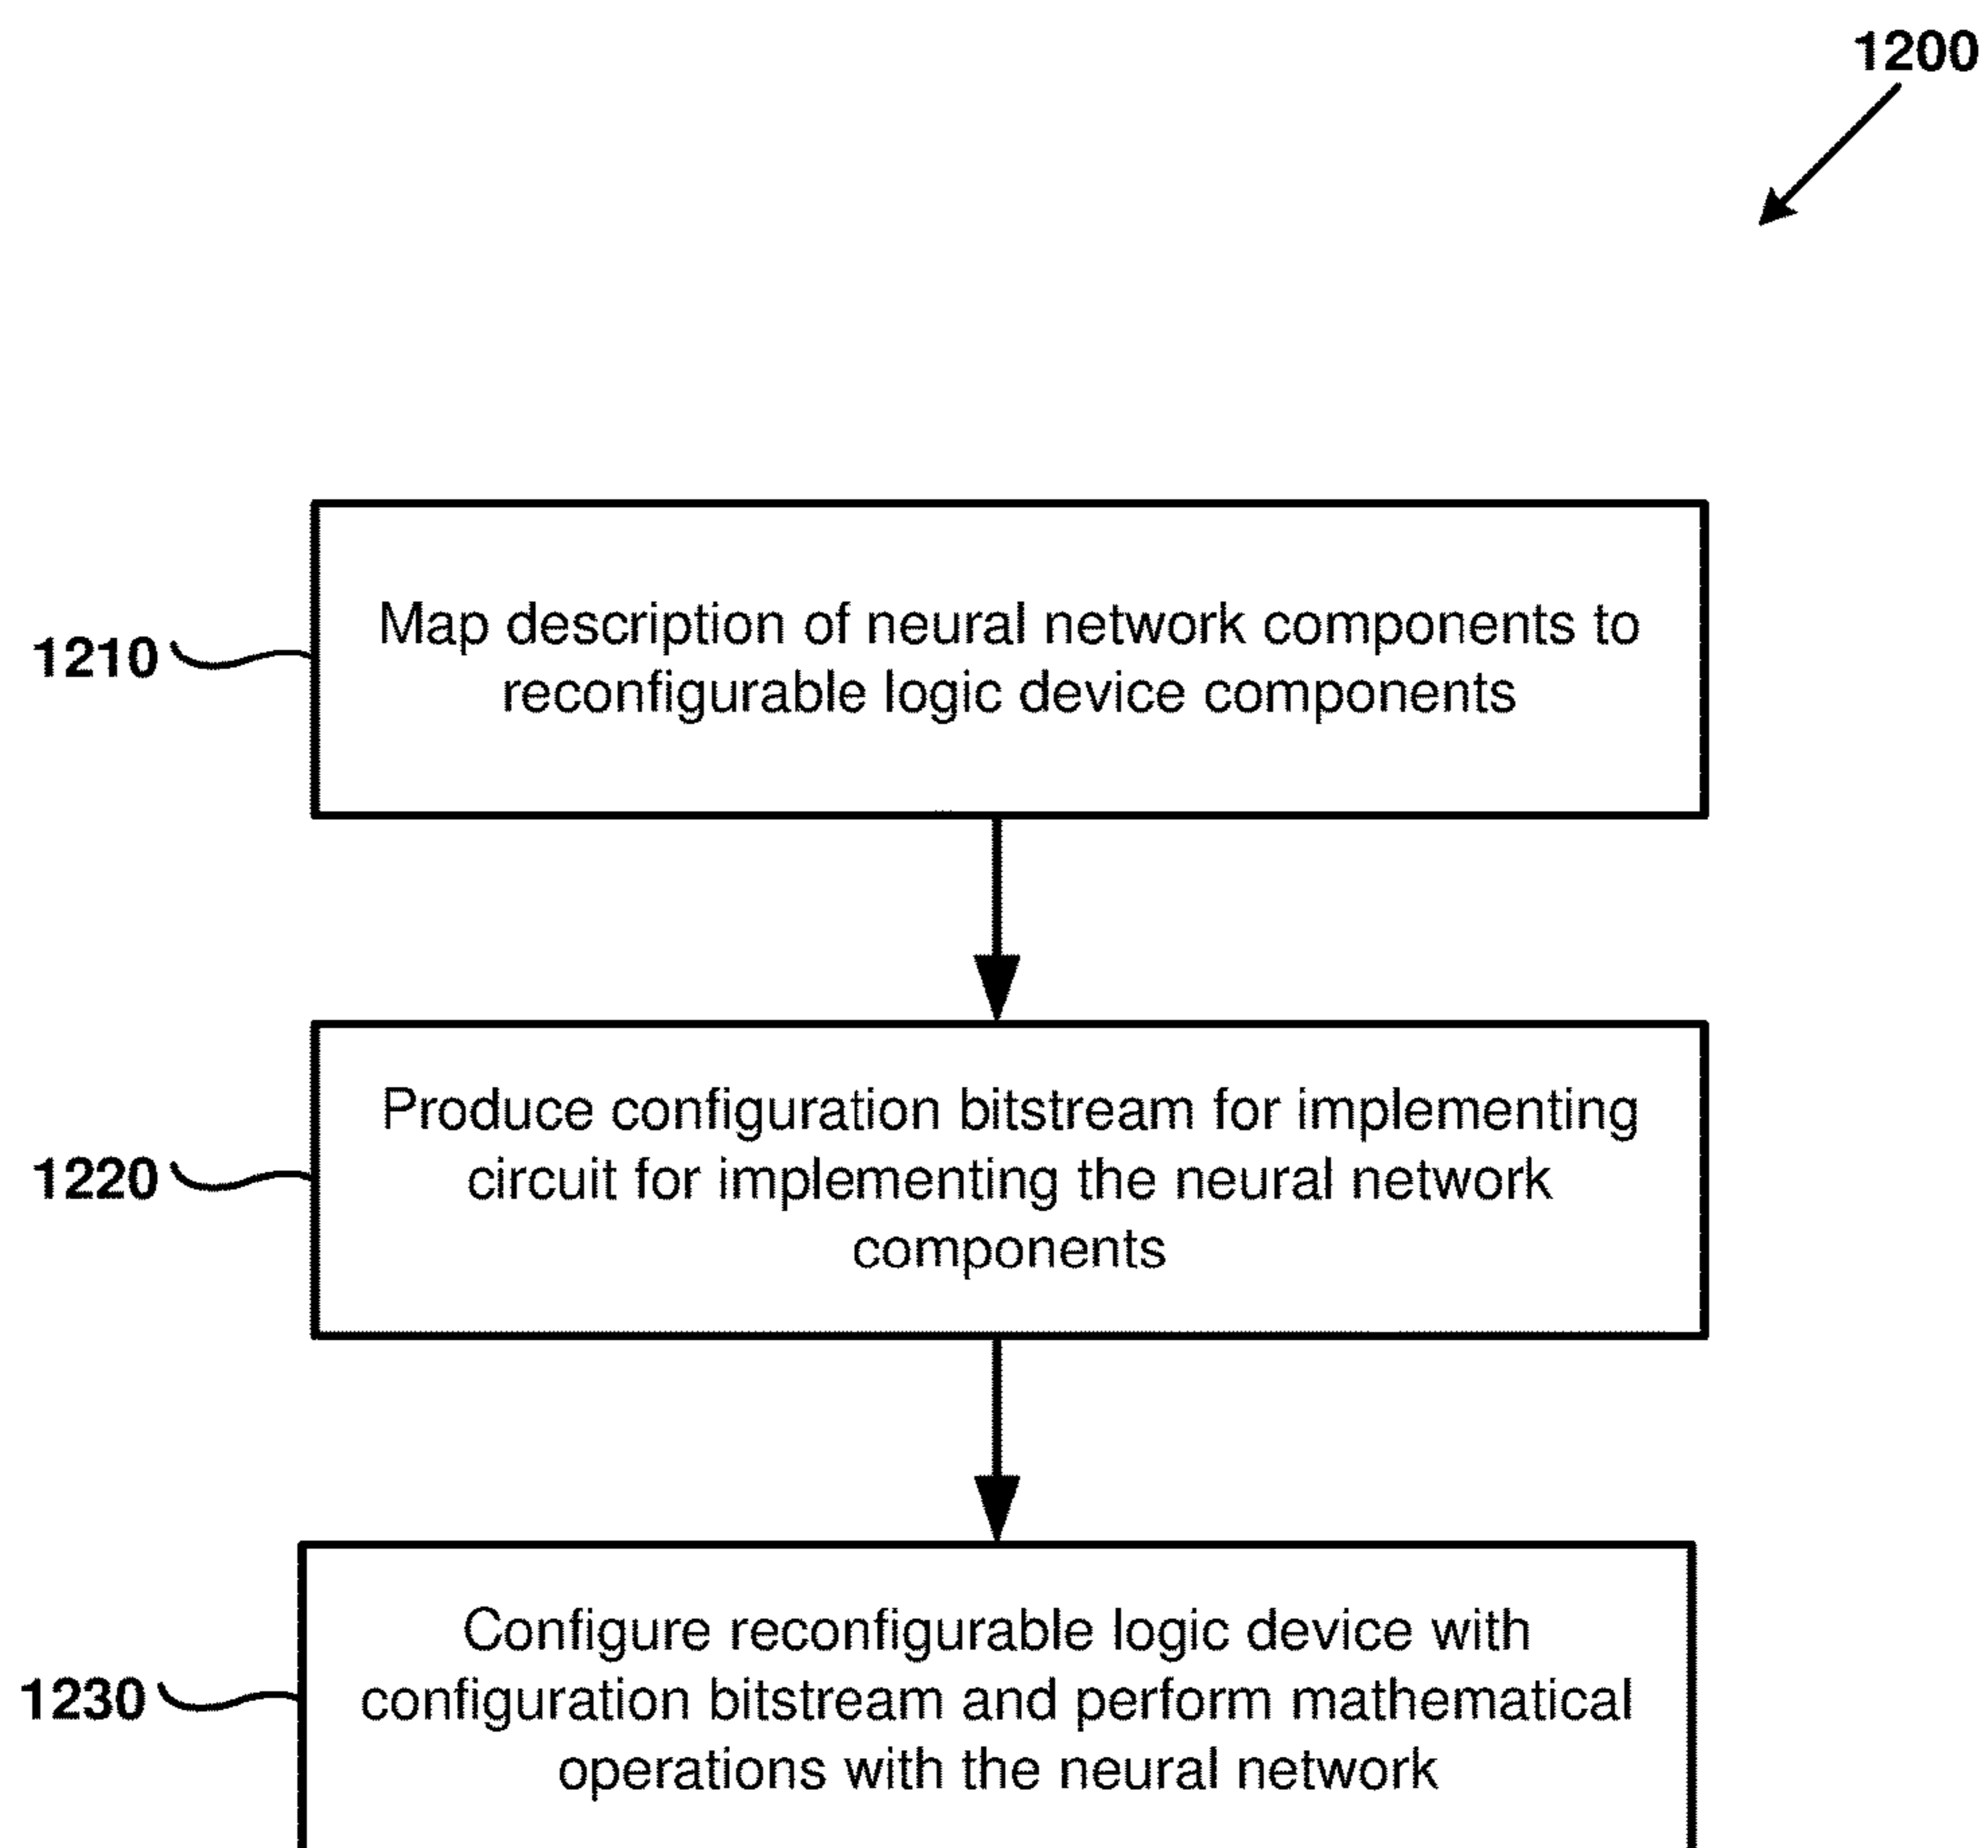 1200
1210
Map description of neural network components to
reconfigurable logic device components
1220
Produce configuration bitstream for implementing
circuit for implementing the neural network
components
1230
Configure reconfigurable logic device with
configuration bitstream and perform mathematical
operations with the neural network